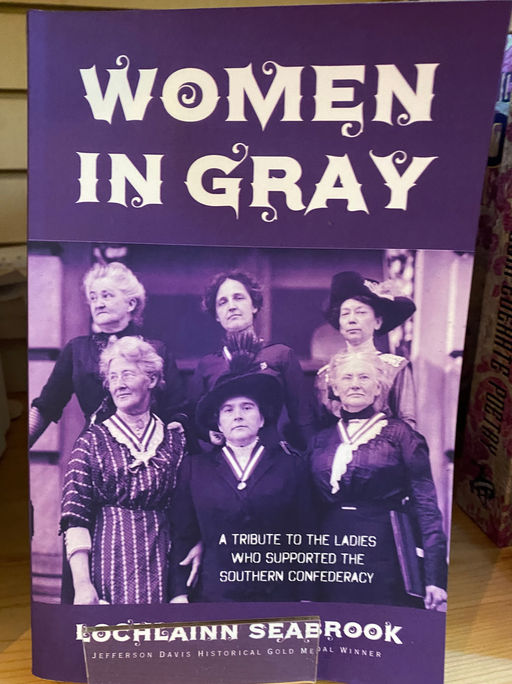 WOMEN
IN GRAY
A TRIBUTE TO THE LADIES
WHO SUPPORTED THE
SOUTHERN CONFEDERACY
LOCHLAINN SEABROOK
JEFFERSON DAVIS HISTORICAL GOLD MEDAL WINNER
POETRY